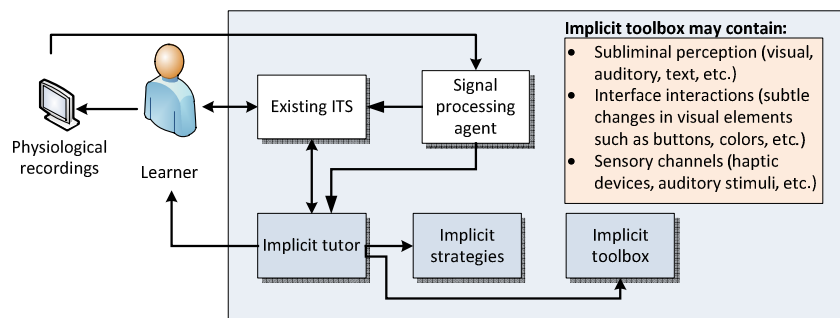 Implicit toolbox may contain:
• Subliminal perception (visual,
auditory, text, etc.)
• Interface interactions (subtle
changes in visual elements
such as buttons, colors, etc.)
• Sensory channels (haptic
devices, auditory stimuli, etc.)
Physiological
recordings
Learner
Existing ITS
Signal
processing
agent
Implicit tutor
Implicit
strategies
Implicit
toolbox